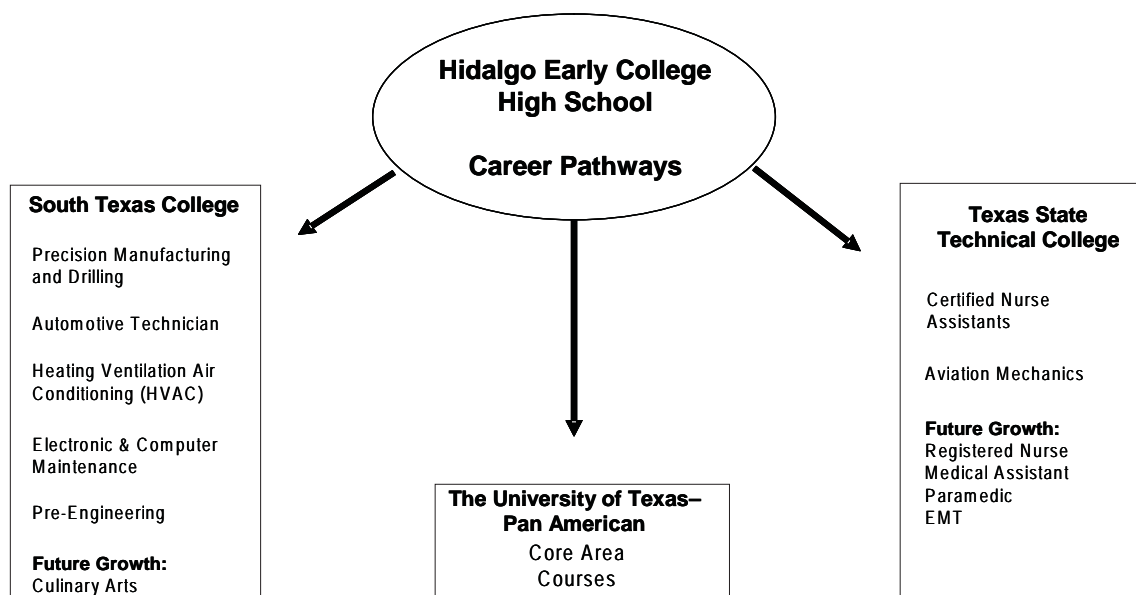 Hidalgo Early College
High School
Career Pathways
South Texas College
Precision Manufacturing
and Drilling
Automotive Technician
Heating Ventilation Air
Conditioning (HVAC)
Electronic & Computer
Maintenance
Pre-Engineering
Future Growth:
Culinary Arts
The University of Texas–
Pan American
Core Area
Courses
Texas State
Technical College
Certified Nurse
Assistants
Aviation Mechanics
Future Growth:
Registered Nurse
Medical Assistant
Paramedic
EMT